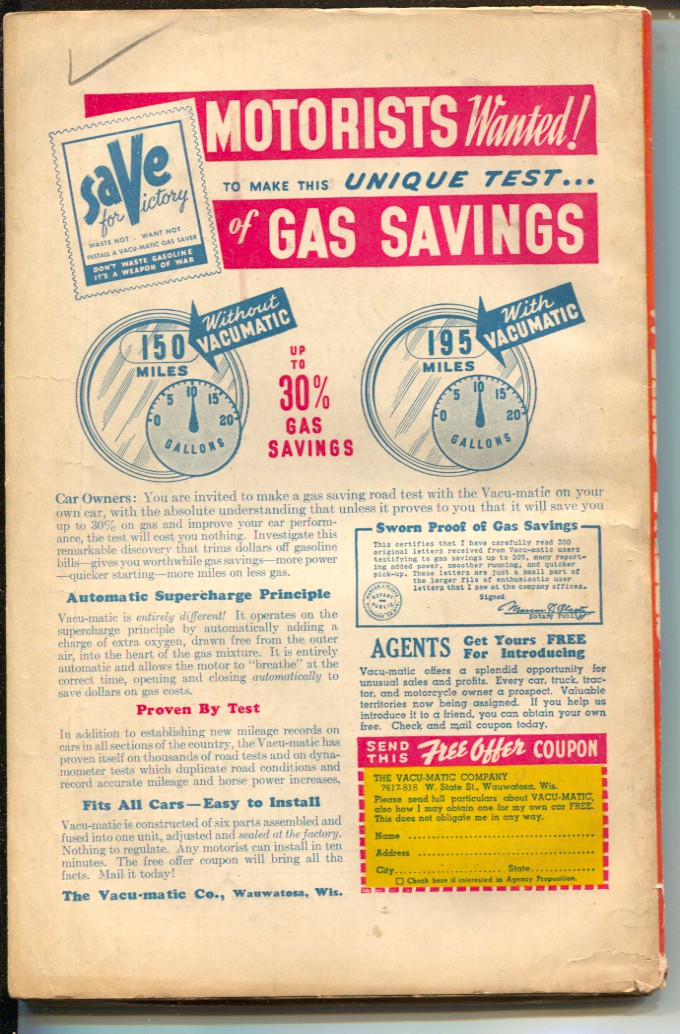 MOTORISTS Wanted!
TO MAKE THIS UNIQUE TEST...
of GAS SAVINGS
saVe
for Victory
WASTE NOT . . WANT NOT
INSTALL A VACU-MATIC GAS SAVER
DON'T WASTE GASOLINE
IT'S A WEAPON OF WAR
Without
VACUMATIC
150
MILES
0 5 10 15 20
GALLONS
UP
TO
30%
GAS
SAVINGS
With
VACUMATIC
195
MILES
0 5 10 15 20
GALLONS
Car Owners: You are invited to make a gas saving road test with the Vacu-matic on your
own car, with the absolute understanding that unless it proves to you that it will save you
up to 30% on gas and improve your car perform-
ance, the test will cost you nothing. Investigate this
remarkable discovery that trims dollars off gasoline
bills—gives you worthwhile gas savings—more power
—quicker starting—more miles on less gas.
Automatic Supercharge Principle
Vacu-matic is entirely different! It operates on the
supercharge principle by automatically adding a
charge of extra oxygen, drawn free from the outer
air, into the heart of the gas mixture. It is entirely
automatic and allows the motor to "breathe" at the
correct time, opening and closing automatically to
save dollars on gas costs.
Proven By Test
In addition to establishing new mileage records on
cars in all sections of the country, the Vacu-matic has
proven itself on thousands of road tests and on dyna-
mometer tests which duplicate road conditions and
record accurate mileage and horse power increases.
Fits All Cars—Easy to Install
Vacu-matic is constructed of six parts assembled and
fused into one unit, adjusted and sealed at the factory.
Nothing to regulate. Any motorist can install in ten
minutes. The free offer coupon will bring all the
facts. Mail it today!
The Vacu-matic Co., Wauwatosa, Wis.
Sworn Proof of Gas Savings
This certifies that I have carefully read 300
original letters received from Vacu-matic users
testifying to gas savings up to 30%, many report-
ing added power, smoother running, and quicker
pick-up. These letters are just a small part of
the larger file of enthusiastic user
letters that I saw at the company offices.
Signed
NOTARY
PUBLIC
Notary Public
AGENTS Get Yours FREE
For Introducing
Vacu-matic offers a splendid opportunity for
unusual sales and profits. Every car, truck, trac-
tor, and motorcycle owner a prospect. Valuable
territories now being assigned. If you help us
introduce it to a friend, you can obtain your own
free. Check and mail coupon today.
SEND THIS Free Offer COUPON
THE VACU-MATIC COMPANY
7617-818 W. State St., Wauwatosa, Wis.
Please send full particulars about VACU-MATIC,
also how I may obtain one for my own car FREE.
This does not obligate me in any way.
Name
Address
City State
Check here if interested in Agency Proposition.